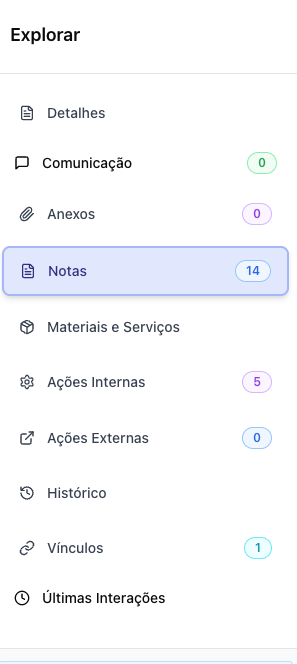 Explorar
Detalhes
Comunicação 0
Anexos 0
Notas 14
Materiais e Serviços
Ações Internas 5
Ações Externas 0
Histórico
Vínculos 1
Últimas Interações